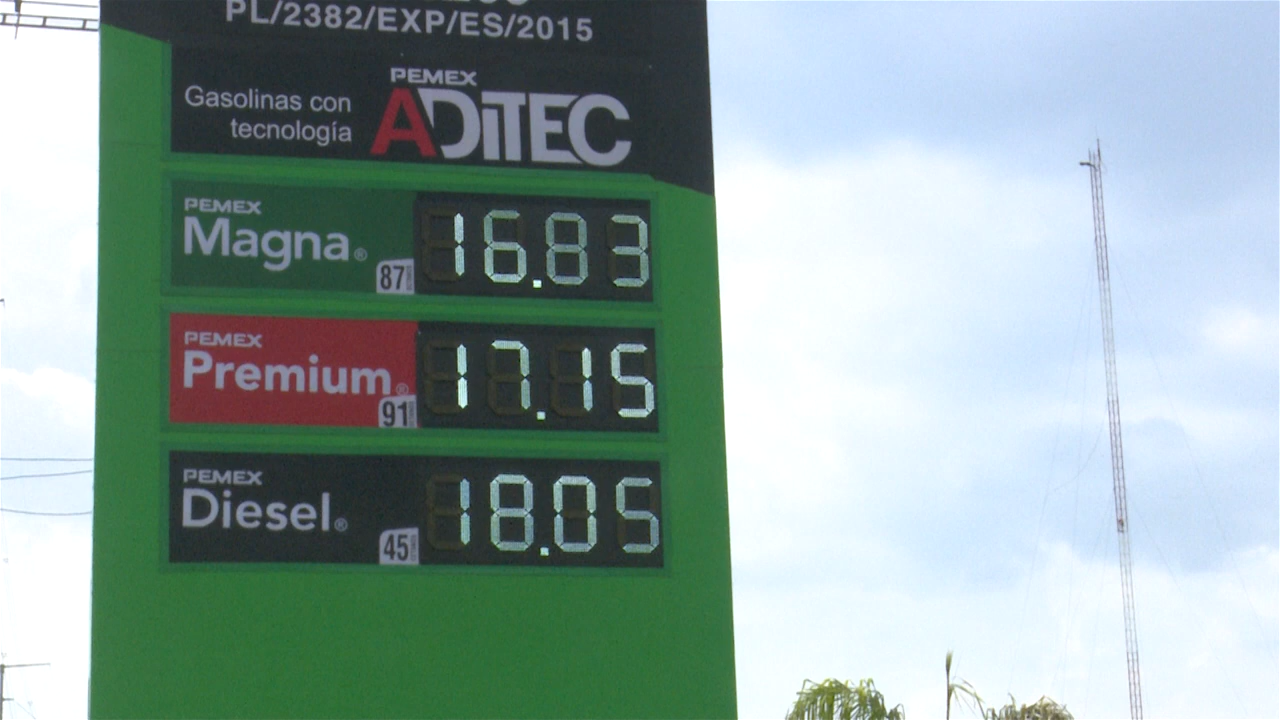 PL/2382/EXP/ES/2015
PEMEX
Gasolinas con
tecnología
ADiTEC
PEMEX
Magna®
87
16.83
PEMEX
Premium®
91
17.15
PEMEX
Diesel®
45
18.05